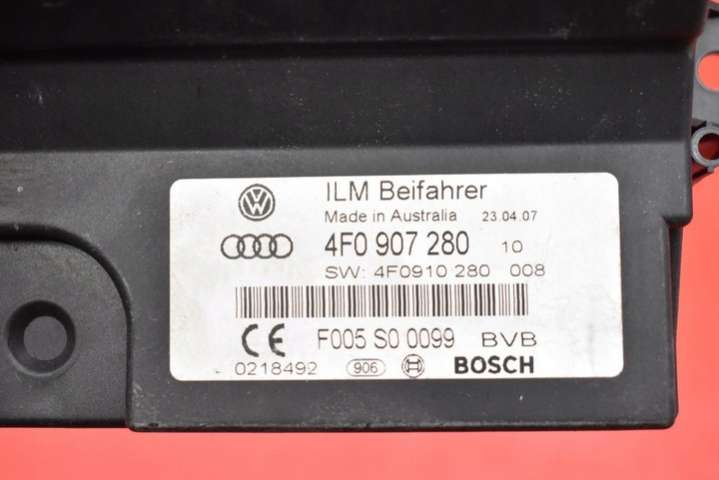 ILM Beifahrer
Made in Australia 23.04.07
4F0 907 280 10
SW: 4F0910 280 008
CE F005 S0 0099 BVB
0218492 906 BOSCH